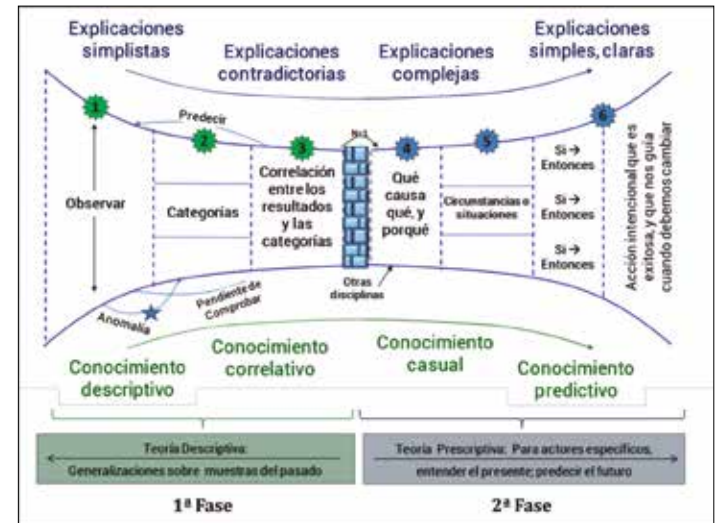 Explicaciones
simplistas
Explicaciones
contradictorias
Explicaciones
complejas
Explicaciones
simples, claras
1
2
3
4
5
6
Predecir
N=1
Observar
Categorías
Correlación
entre los
resultados
y las
categorías
Qué
causa
qué, y
porqué
Circunstancias o
situaciones
Si →
Entonces
Si →
Entonces
Si →
Entonces
Acción intencional que es
exitosa, y que nos guia
cuando debemos cambiar
Anomalía
Pendiente de
Comprobar
Otras
disciplinas
Conocimiento
descriptivo
Conocimiento
correlativo
Conocimiento
casual
Conocimiento
predictivo
Teoría Descriptiva:
Generalizaciones sobre muestras del pasado
Teoría Prescriptiva: Para actores específicos,
entender el presente; predecir el futuro
1ª Fase
2ª Fase